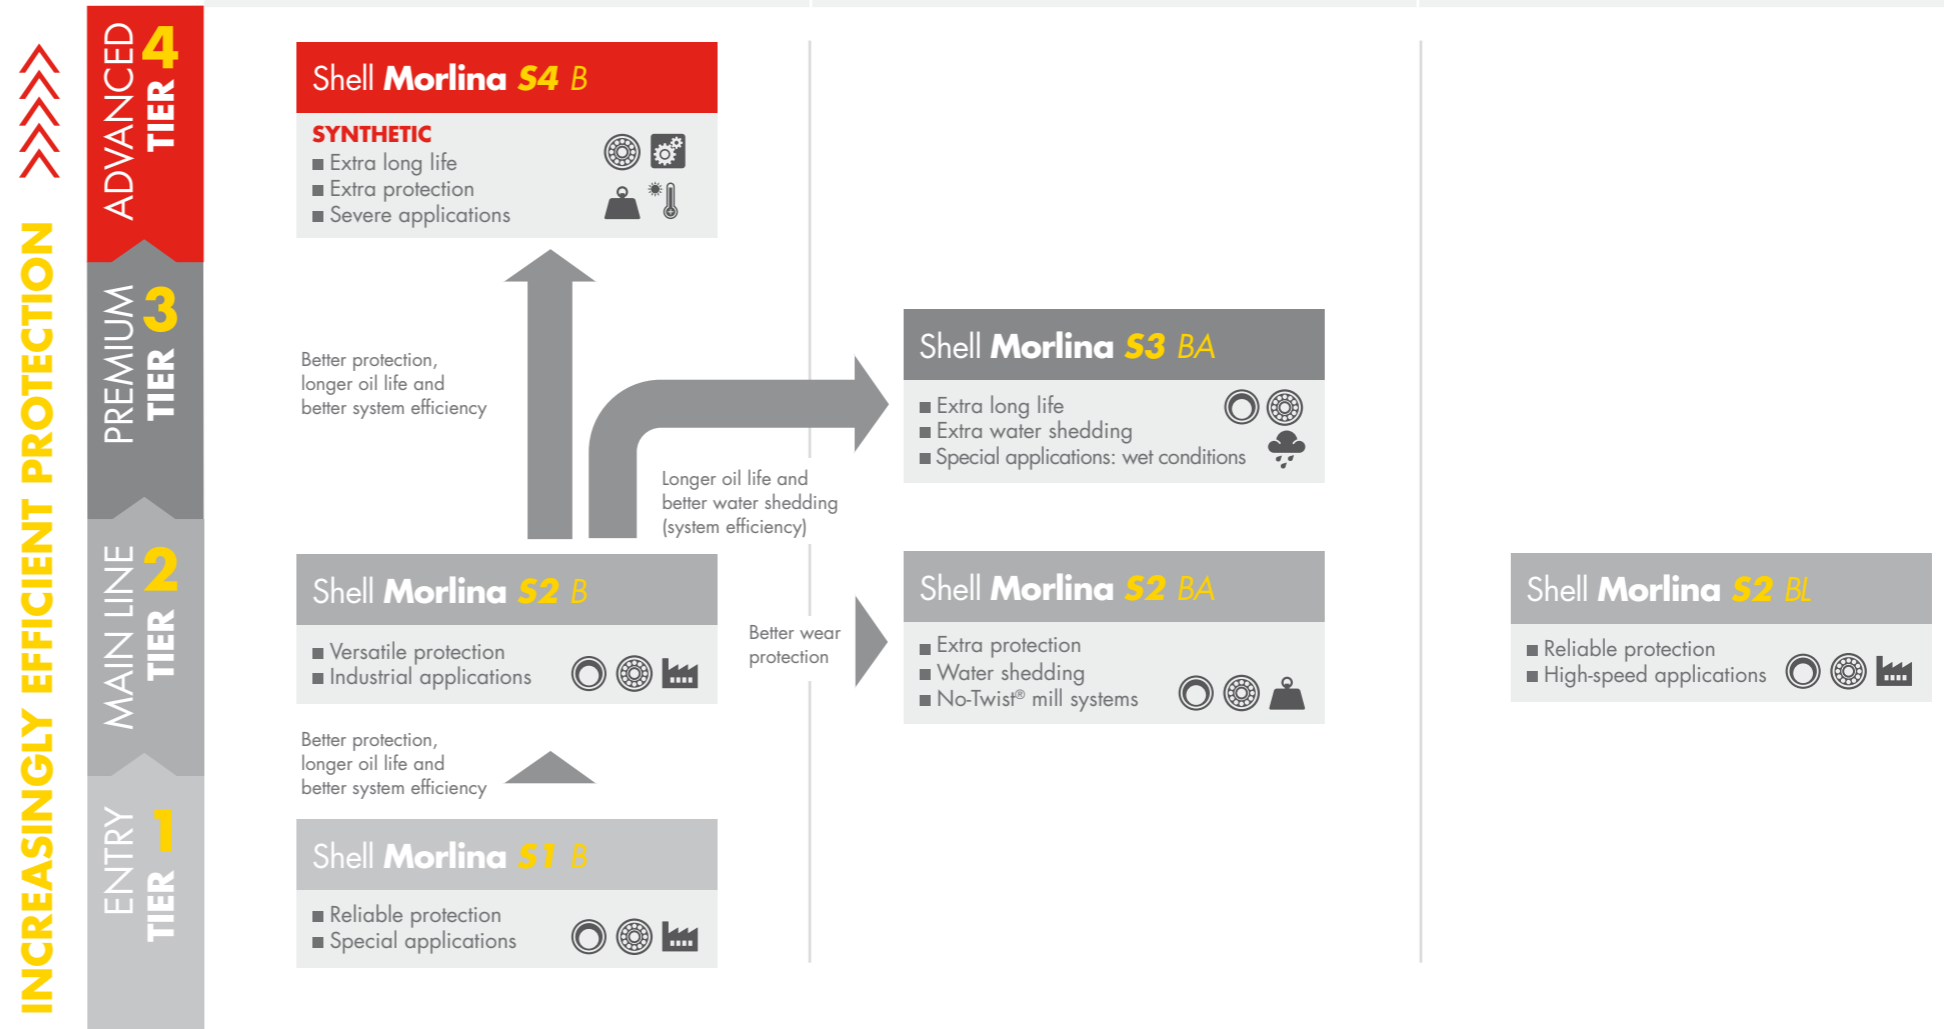 INCREASINGLY EFFICIENT PROTECTION
ADVANCED
TIER 4
PREMIUM
TIER 3
MAIN LINE
TIER 2
ENTRY
TIER 1
Shell Morlina S4 B
SYNTHETIC
■ Extra long life
■ Extra protection
■ Severe applications
Better protection,
longer oil life and
better system efficiency
Shell Morlina S3 BA
■ Extra long life
■ Extra water shedding
■ Special applications: wet conditions
Longer oil life and
better water shedding
(system efficiency)
Shell Morlina S2 B
■ Versatile protection
■ Industrial applications
Better wear
protection
Shell Morlina S2 BA
■ Extra protection
■ Water shedding
■ No-Twist® mill systems
Shell Morlina S2 BL
■ Reliable protection
■ High-speed applications
Better protection,
longer oil life and
better system efficiency
Shell Morlina S1 B
■ Reliable protection
■ Special applications